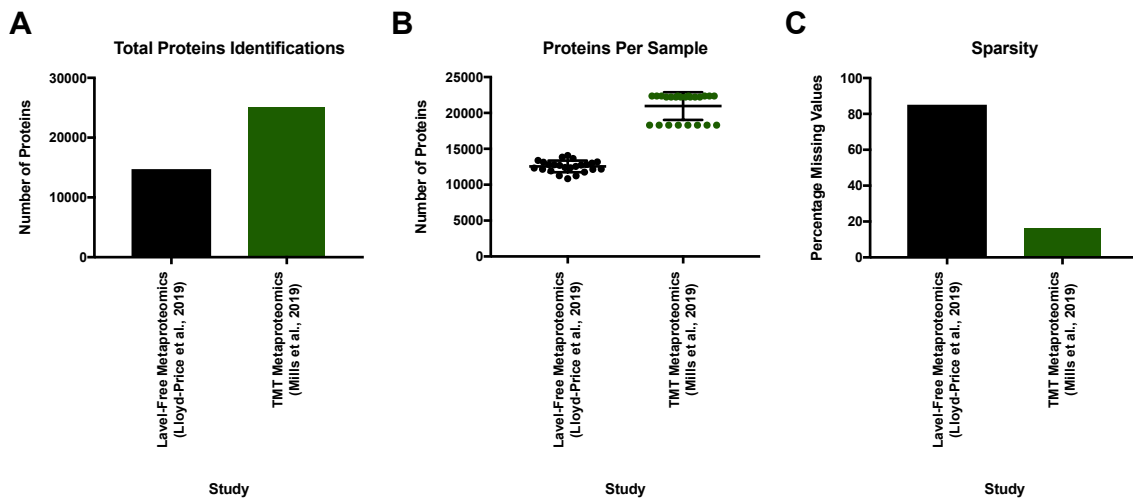 A
Total Proteins Identifications
Number of Proteins
30000
20000
10000
0
Lavel-Free Metaproteomics
(Lloyd-Price et al., 2019)
TMT Metaproteomics
(Mills et al., 2019)
Study
B
Proteins Per Sample
Number of Proteins
25000
20000
15000
10000
5000
0
Lavel-Free Metaproteomics
(Lloyd-Price et al., 2019)
TMT Metaproteomics
(Mills et al., 2019)
Study
C
Sparsity
Percentage Missing Values
100
80
60
40
20
0
Lavel-Free Metaproteomics
(Lloyd-Price et al., 2019)
TMT Metaproteomics
(Mills et al., 2019)
Study